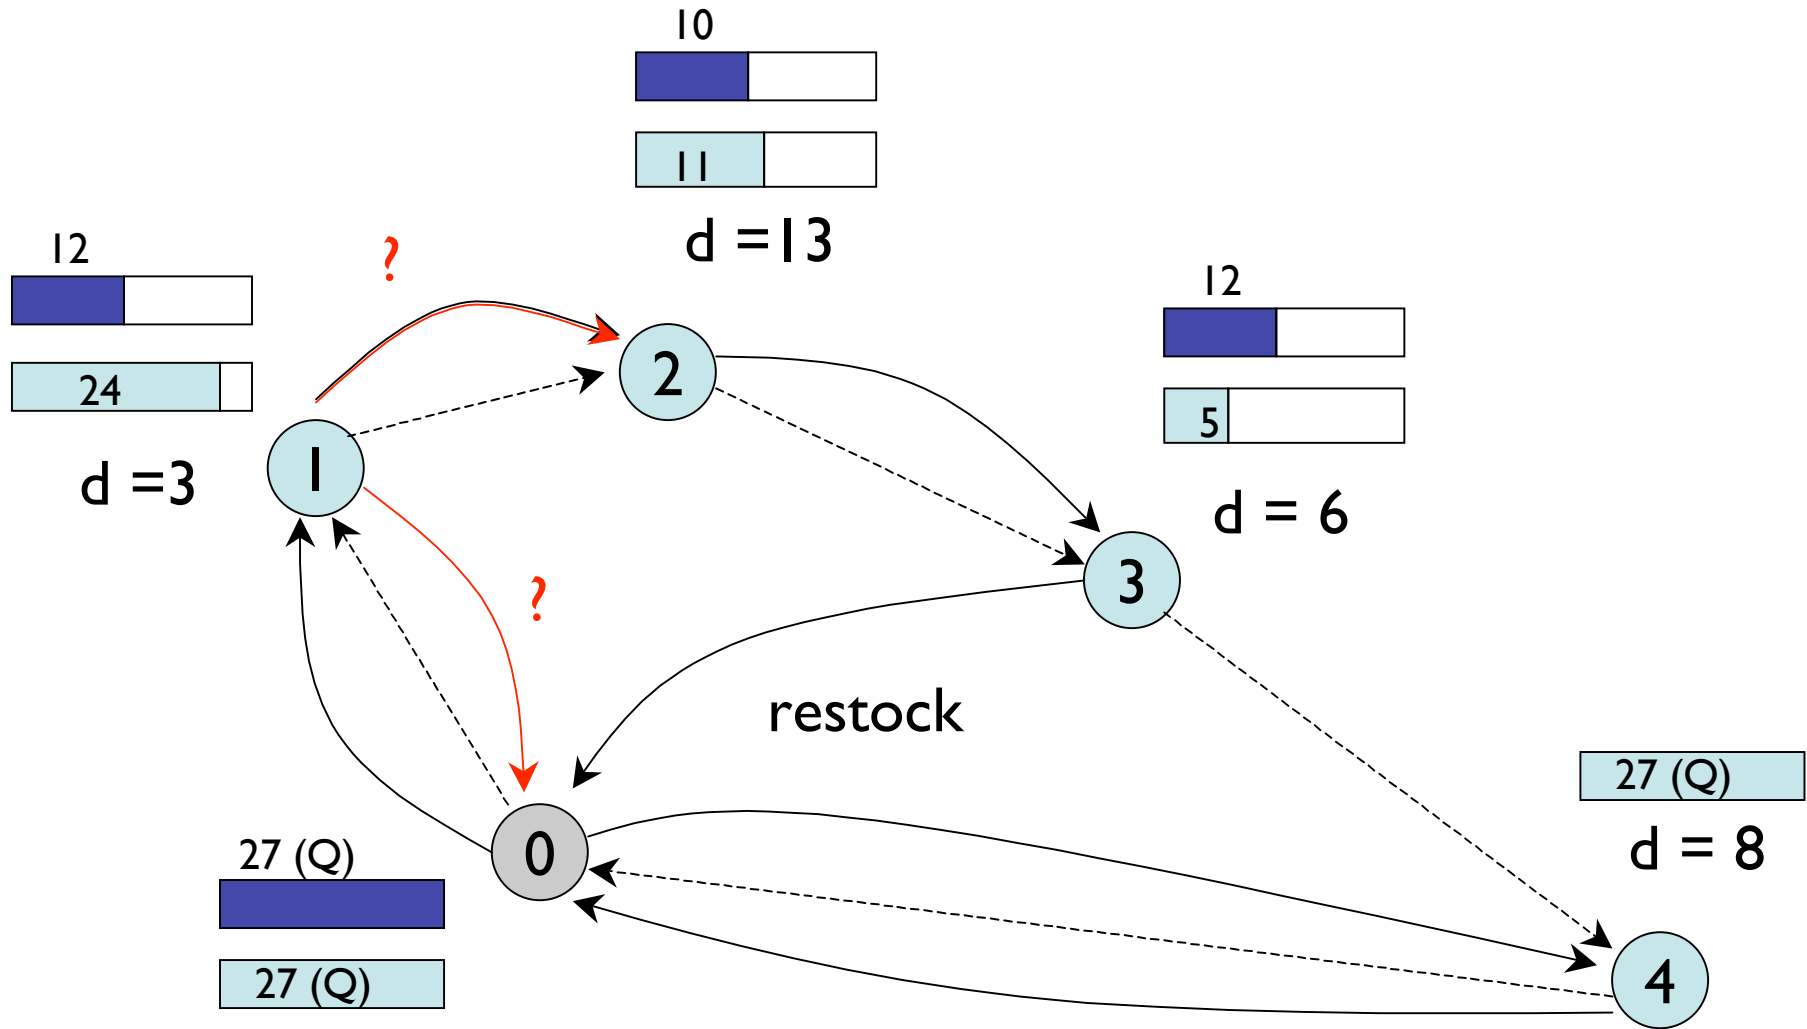 10
11
d =13
12
24
d =3
?
12
5
d = 6
2
1
3
?
restock
27 (Q)
d = 8
0
27 (Q)
27 (Q)
4